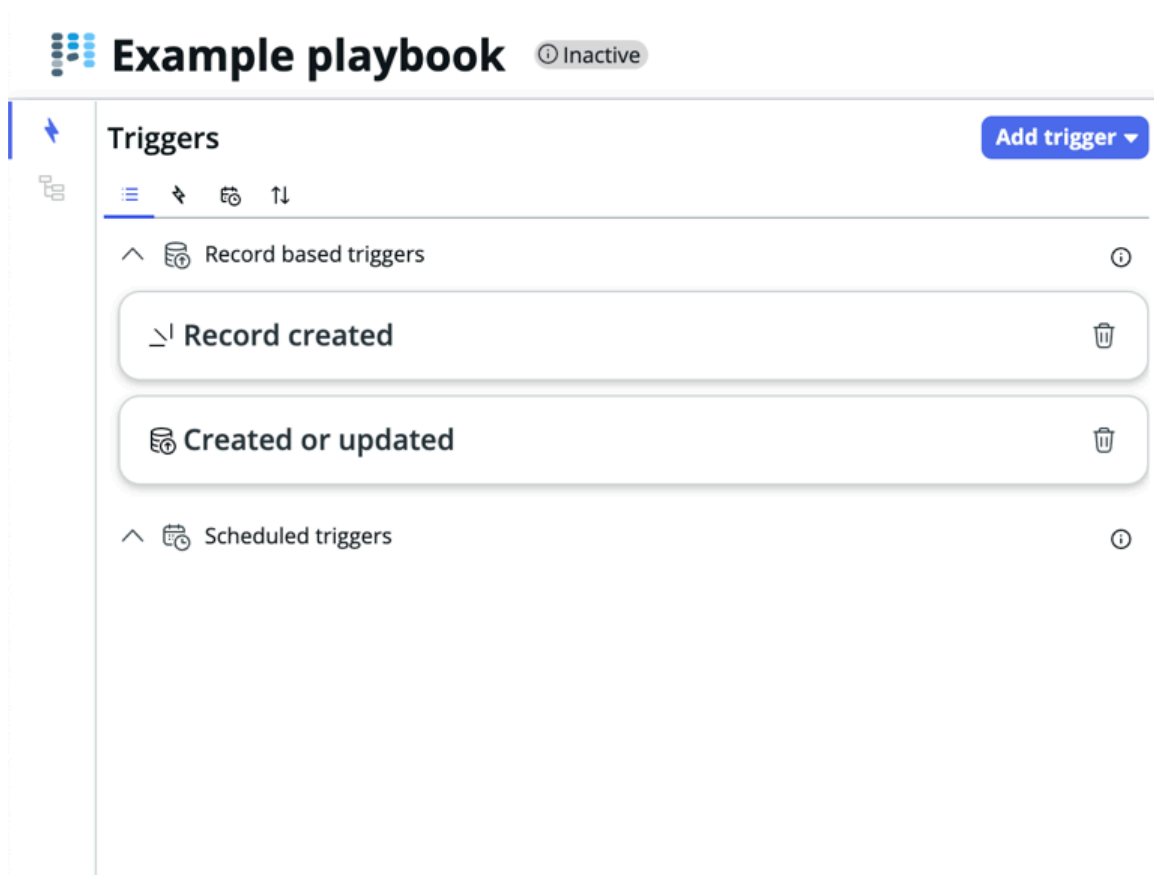 Example playbook
Inactive
Triggers
Add trigger
Record based triggers
Record created
Created or updated
Scheduled triggers